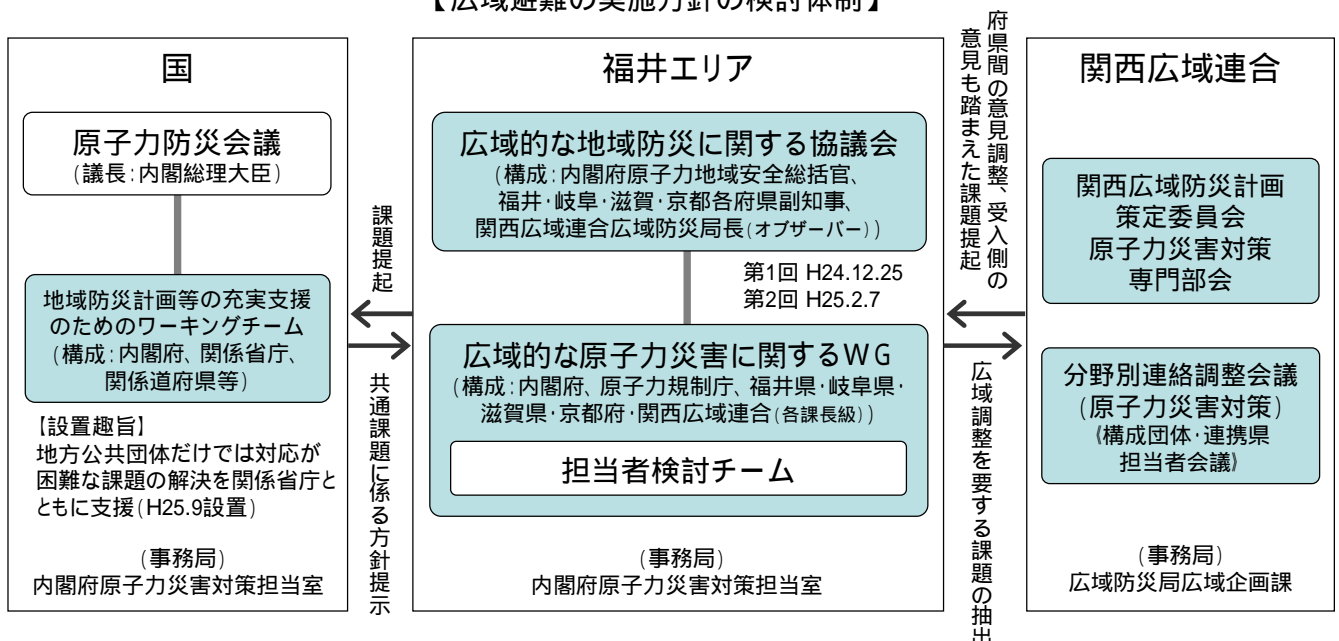 【広域避難の実施方針の検討体制】
国
原子力防災会議
(議長:内閣総理大臣)
地域防災計画等の充実支援
のためのワーキングチーム
(構成:内閣府、関係省庁、
関係道府県等)
【設置趣旨】
地方公共団体だけでは対応が
困難な課題の解決を関係省庁と
ともに支援(H25.9設置)
(事務局)
内閣府原子力災害対策担当室
課題提起
共通課題に係る方針提示
福井エリア
広域的な地域防災に関する協議会
(構成:内閣府原子力地域安全総括官、
福井・岐阜・滋賀・京都各府県副知事、
関西広域連合広域防災局長(オブザーバー))
第1回 H24.12.25
第2回 H25.2.7
広域的な原子力災害に関するWG
(構成:内閣府、原子力規制庁、福井県・岐阜県・
滋賀県・京都府・関西広域連合(各課長級))
担当者検討チーム
(事務局)
内閣府原子力災害対策担当室
府県間の意見調整、受入側の
意見も踏まえた課題提起
広域調整を要する課題の抽出
関西広域連合
関西広域防災計画
策定委員会
原子力災害対策
専門部会
分野別連絡調整会議
(原子力災害対策)
《構成団体・連携県
担当者会議》
(事務局)
広域防災局広域企画課